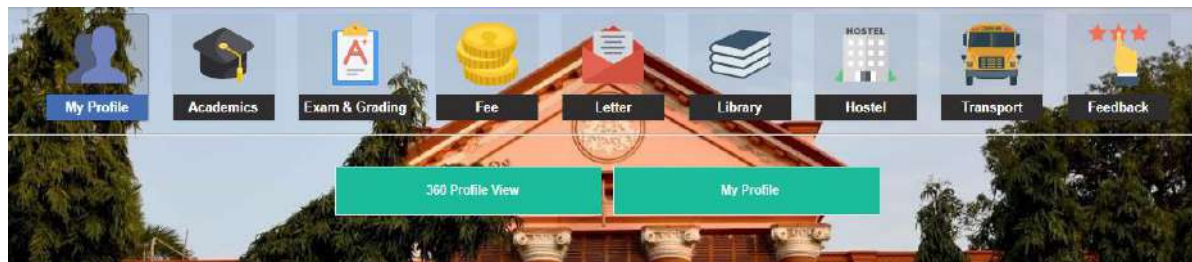 HOSTEL
My Profile
Academics
Exam & Grading
Fee
Letter
Library
Hostel
Transport
Feedback
360 Profile View
My Profile